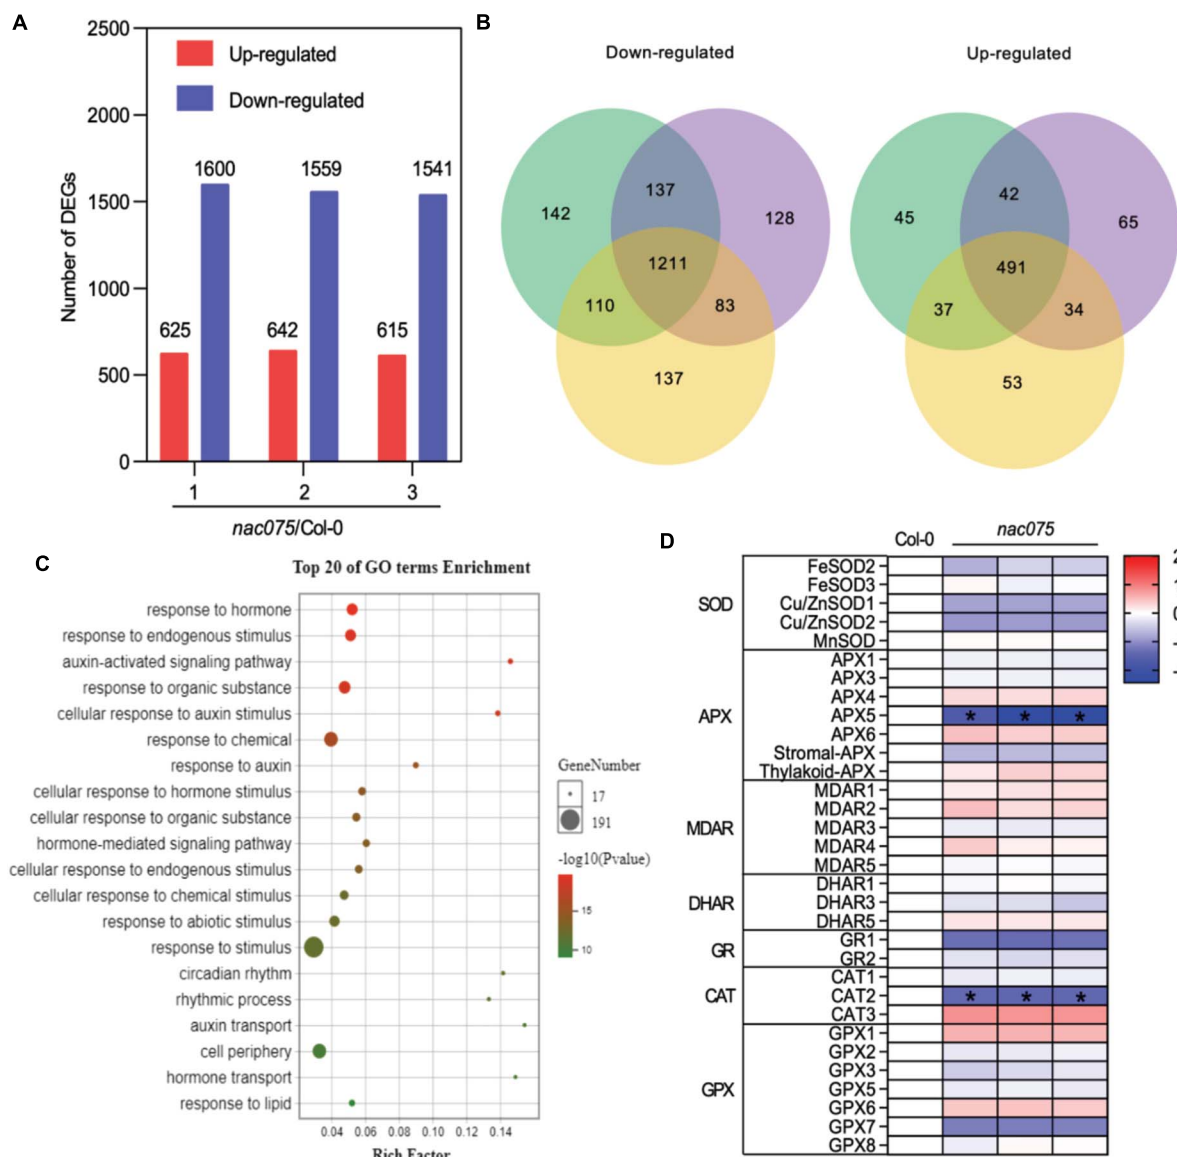 A
2500
2000
1500
1000
500
0
Number of DEGs
Up-regulated
Down-regulated
1600
1559
1541
625
642
615
1
2
3
nac075/Col-0
B
Down-regulated
Up-regulated
142
137
128
1211
110
83
137
45
42
65
491
37
34
53
C
Top 20 of GO terms Enrichment
response to hormone
response to endogenous stimulus
auxin-activated signaling pathway
response to organic substance
cellular response to auxin stimulus
response to chemical
response to auxin
cellular response to hormone stimulus
cellular response to organic substance
hormone-mediated signaling pathway
cellular response to endogenous stimulus
cellular response to chemical stimulus
response to abiotic stimulus
response to stimulus
circadian rhythm
rhythmic process
auxin transport
cell periphery
hormone transport
response to lipid
0.04 0.06 0.08 0.10 0.12 0.14
Rich Factor
GeneNumber
17
191
-log10(Pvalue)
15
10
D
Col-0
nac075
SOD
FeSOD2
FeSOD3
Cu/ZnSOD1
Cu/ZnSOD2
MnSOD
APX
APX1
APX3
APX4
APX5 * * *
APX6
Stromal-APX
Thylakoid-APX
MDAR
MDAR1
MDAR2
MDAR3
MDAR4
MDAR5
DHAR
DHAR1
DHAR3
DHAR5
GR
GR1
GR2
CAT
CAT1
CAT2 * * *
CAT3
GPX
GPX1
GPX2
GPX3
GPX5
GPX6
GPX7
GPX8
2